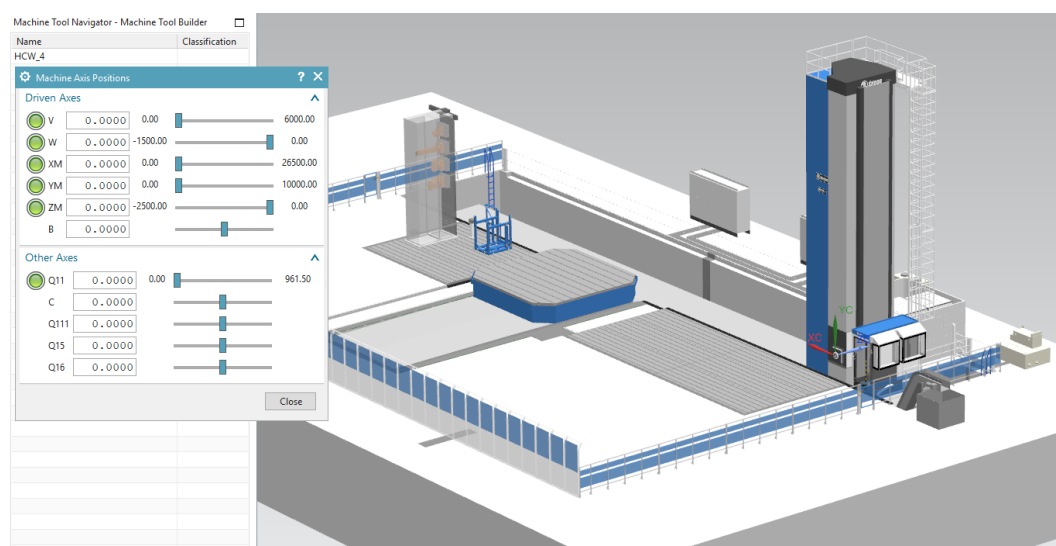 Machine Tool Navigator - Machine Tool Builder
Name Classification
HCW_4
Machine Axis Positions ? X
Driven Axes
V 0.0000 0.00 6000.00
W 0.0000 -1500.00 0.00
XM 0.0000 0.00 26500.00
YM 0.0000 0.00 10000.00
ZM 0.0000 -2500.00 0.00
B 0.0000
Other Axes
Q11 0.0000 0.00 961.50
C 0.0000
Q111 0.0000
Q15 0.0000
Q16 0.0000
Close
YC
XC